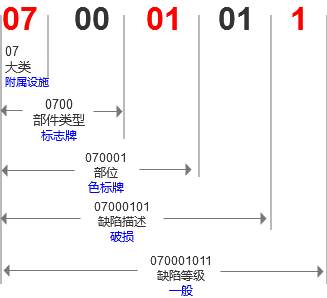 07 00 01 01 1
07
大类
附属设施
0700
部件类型
标志牌
070001
部位
色标牌
07000101
缺陷描述
破损
070001011
缺陷等级
一般